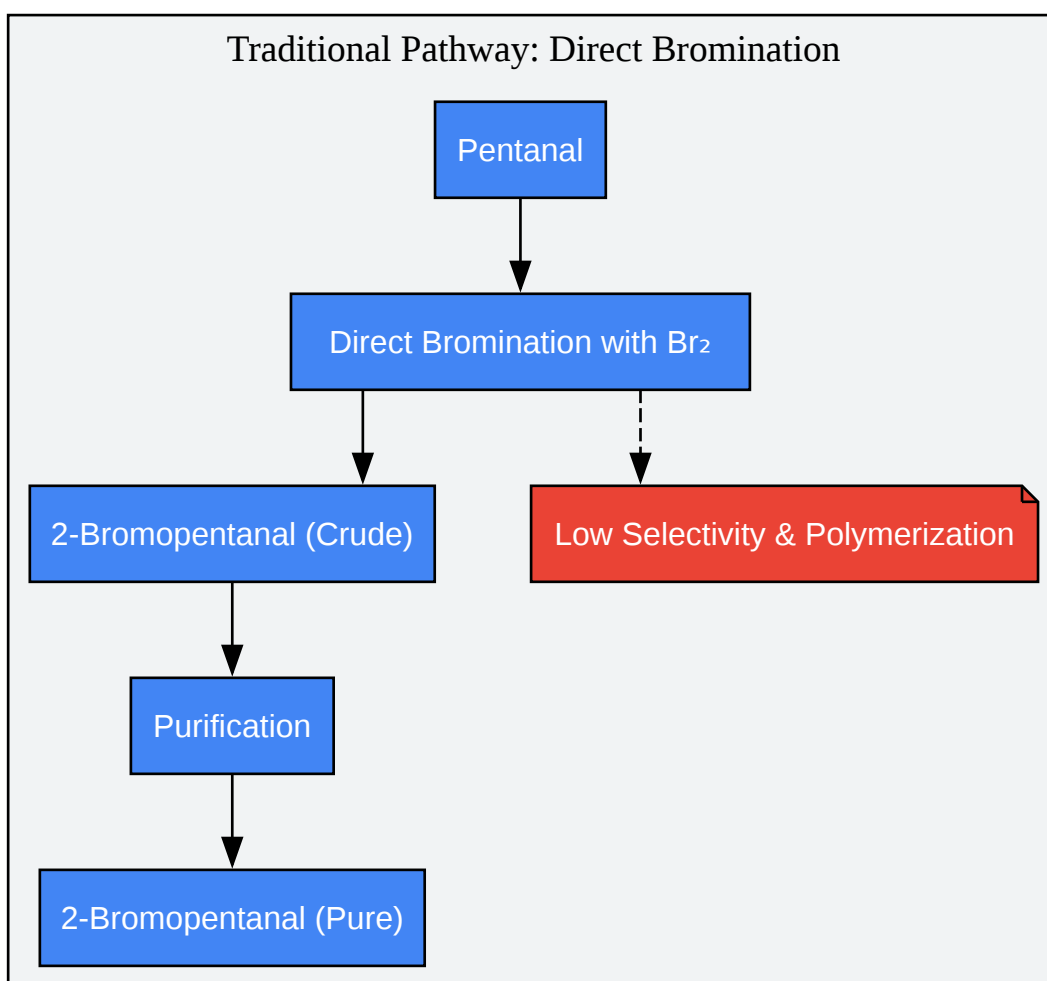 Traditional Pathway: Direct Bromination
Pentanal
Direct Bromination with Br₂
2-Bromopentanal (Crude)
Low Selectivity & Polymerization
Purification
2-Bromopentanal (Pure)